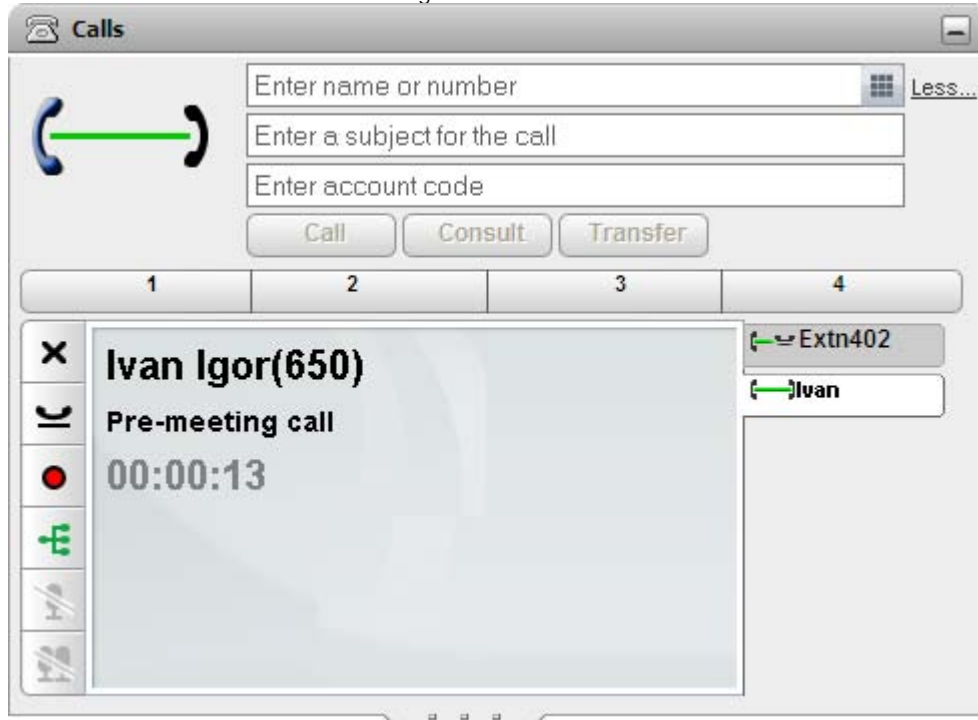 Calls
Enter name or number
Less...
Enter a subject for the call
Enter account code
Call Consult Transfer
1 2 3 4
Extn402
Ivan Igor(650)
Ivan
Pre-meeting call
00:00:13